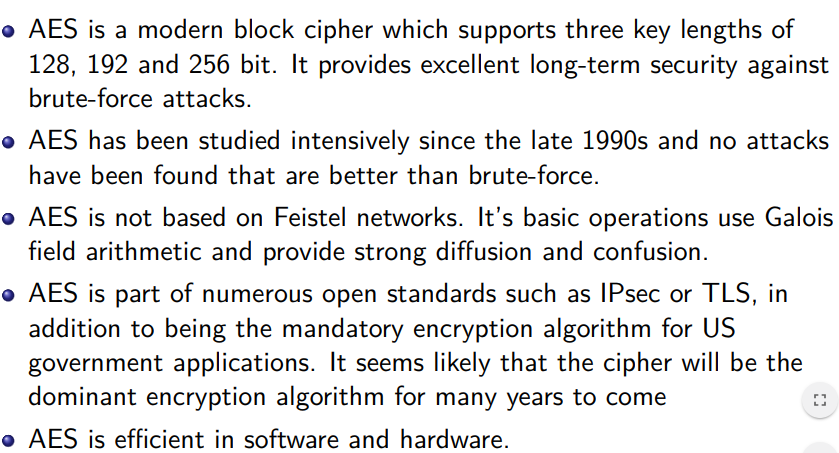 AES is a modern block cipher which supports three key lengths of
128, 192 and 256 bit. It provides excellent long-term security against
brute-force attacks.
AES has been studied intensively since the late 1990s and no attacks
have been found that are better than brute-force.
AES is not based on Feistel networks. It's basic operations use Galois
field arithmetic and provide strong diffusion and confusion.
AES is part of numerous open standards such as IPsec or TLS, in
addition to being the mandatory encryption algorithm for US
government applications. It seems likely that the cipher will be the
dominant encryption algorithm for many years to come
AES is efficient in software and hardware.